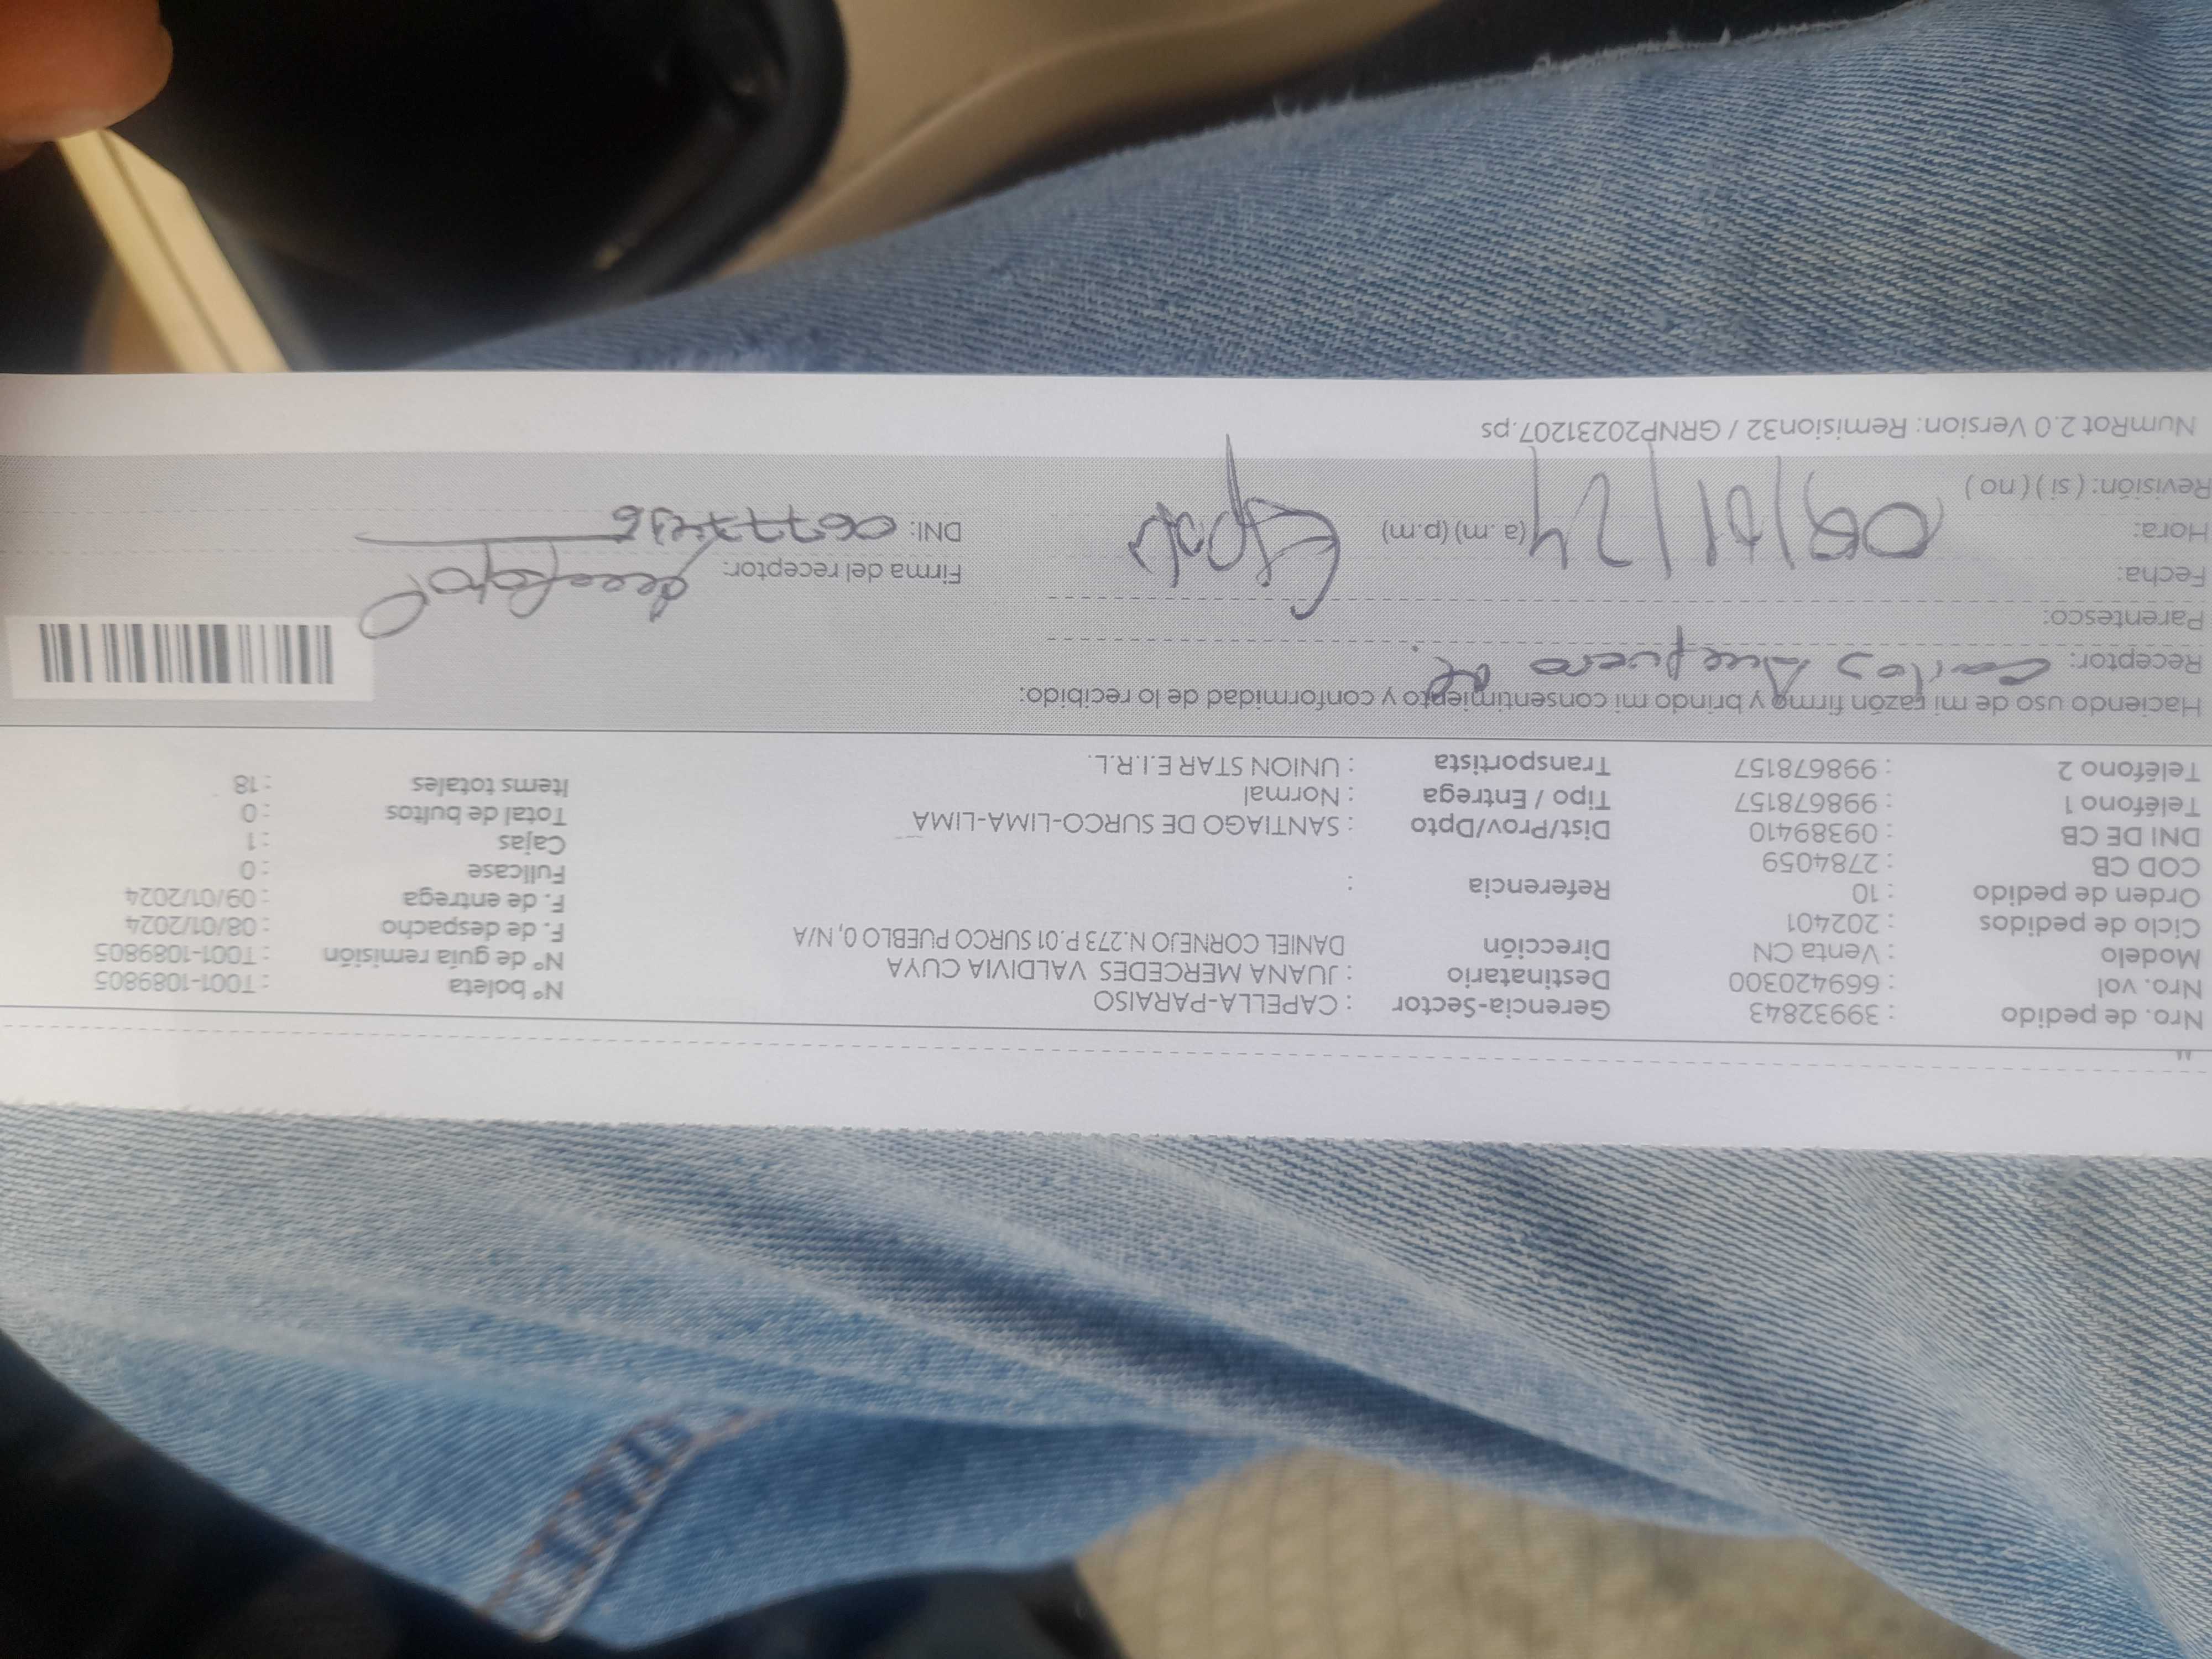 Nro. de pedido : 39932843 Gerencia-Sector : CAPELLA-PARAISO Nº boleta : T001-1089805
Nro. vol : 669420300 Destinatario : JUANA MERCEDES VALDIVIA CUYA Nº de guía remisión : T001-1089805
Modelo : Venta CN Dirección DANIEL CORNEJO N.273 P.01 SURCO PUEBLO 0, N/A F. de despacho : 08/01/2024
Ciclo de pedidos : 202401 F. de entrega : 09/01/2024
Orden de pedido : 10 Referencia : Fullcase : 0
COD CB : 2784059 Cajas : 1
DNI DE CB : 09389410 Dist/Prov/Dpto : SANTIAGO DE SURCO-LIMA-LIMA Total de bultos : 0
Teléfono 1 : 998678157 Tipo / Entrega : Normal Items totales : 18
Teléfono 2 : 998678157 Transportista : UNION STAR E.I.R.L.
Haciendo uso de mi razón firmo y brindo mi consentimiento y conformidad de lo recibido:
Receptor: Carlos
Parentesco:
Fecha: Firma del receptor:
Hora: /01/24 (a.m) (p.m) Esposo DNI:
Revisión: ( si ) ( no )
NumRot 2.0 Version: Remision32 / GRNP20231207.ps